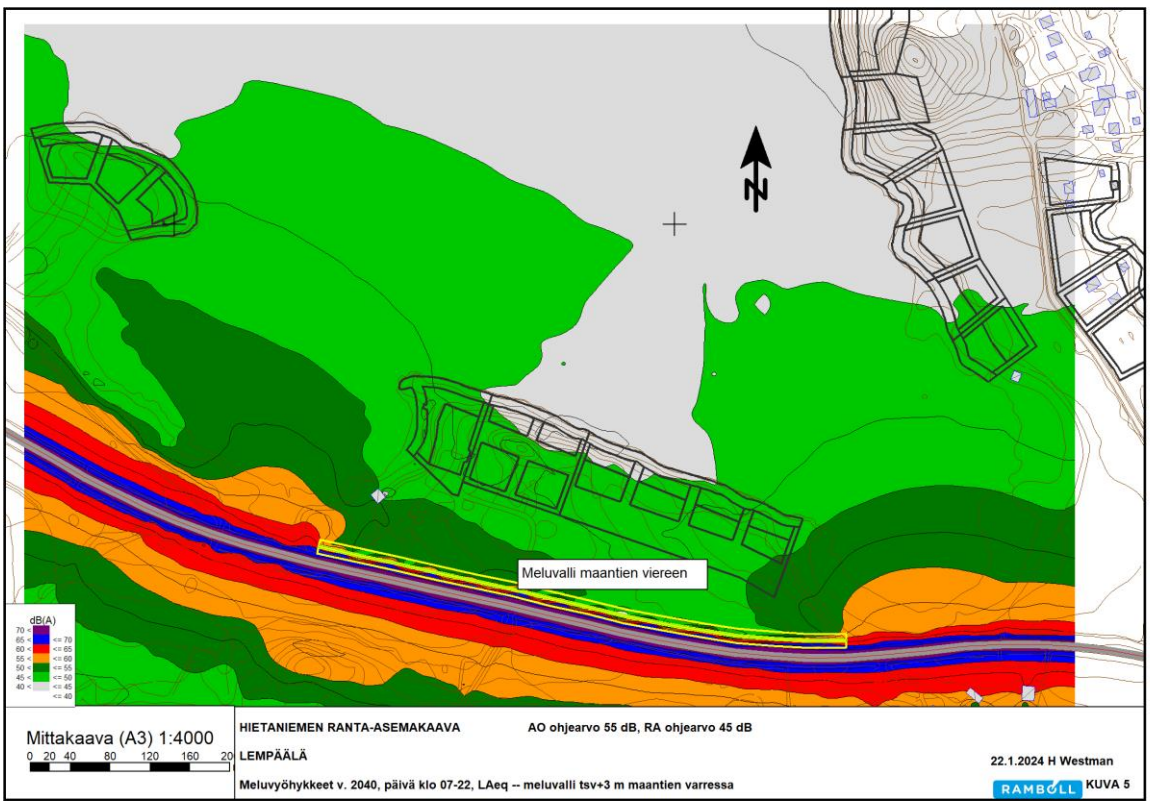 N
Meluvalli maantien viereen
dB(A)
70 <
65 < <= 70
60 < <= 65
55 < <= 60
50 < <= 55
45 < <= 50
40 < <= 45
<= 40
Mittakaava (A3) 1:4000
0 20 40 80 120 160 20
HIETANIEMEN RANTA-ASEMAKAAVA AO ohjearvo 55 dB, RA ohjearvo 45 dB
LEMPÄÄLÄ
22.1.2024 H Westman
Meluvyöhykkeet v. 2040, päivä klo 07-22, LAeq -- meluvalli tsv+3 m maantien varressa
RAMBOLL KUVA 5